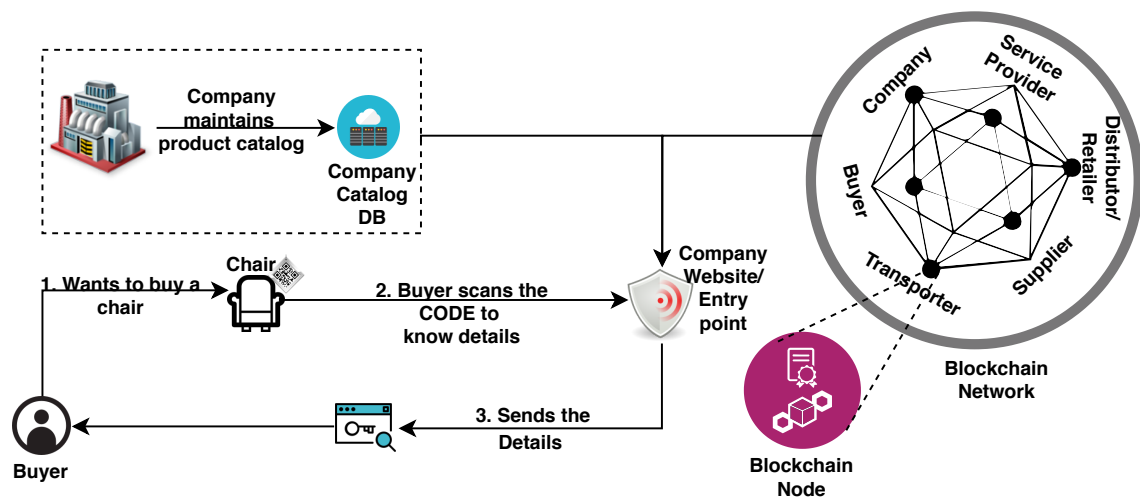 Company
maintains
product catalog
Company
Catalog
DB
Company
Service
Provider
Distributor/
Retailer
Buyer
Supplier
Transporter
Blockchain
Network
Chair
1. Wants to buy a
chair
2. Buyer scans the
CODE to
know details
Company
Website/
Entry
point
3. Sends the
Details
Buyer
Blockchain
Node